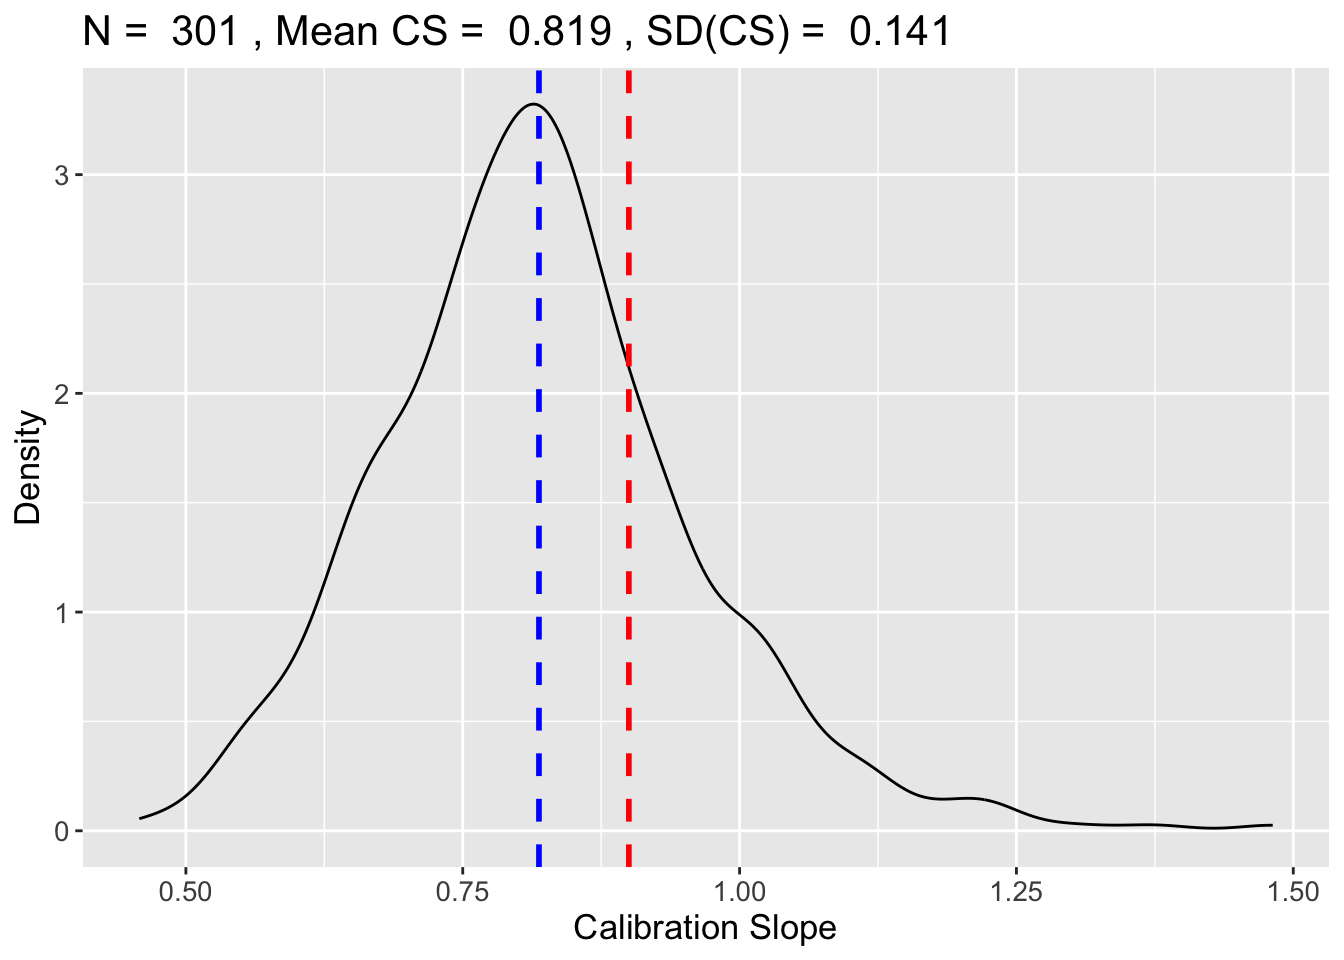 N =  301 , Mean CS =  0.819 , SD(CS) =  0.141
Density
3
2
1
0
0.50 0.75 1.00 1.25 1.50
Calibration Slope